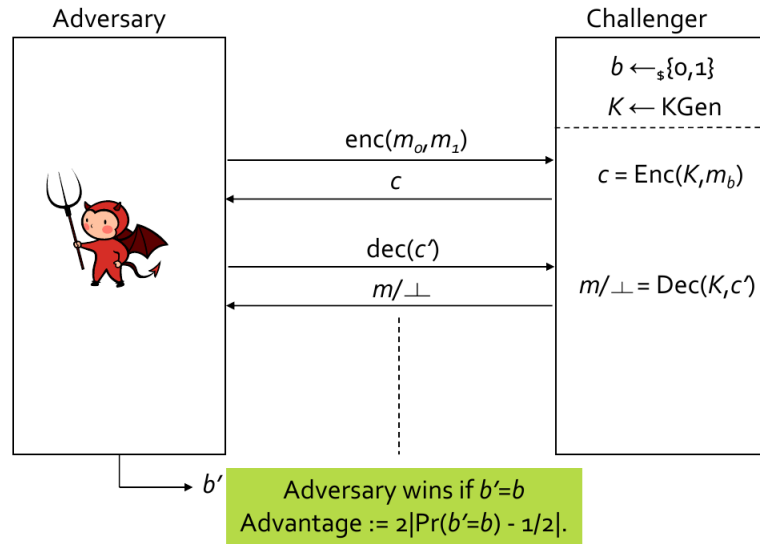 Adversary
Challenger
b ←$ {0,1}
K ← KGen
enc(m₀,m₁)
c
c = Enc(K,m_b)
dec(c′)
m/⊥
m/⊥ = Dec(K,c′)
b′
Adversary wins if b′=b
Advantage := 2|Pr(b′=b) - 1/2|.